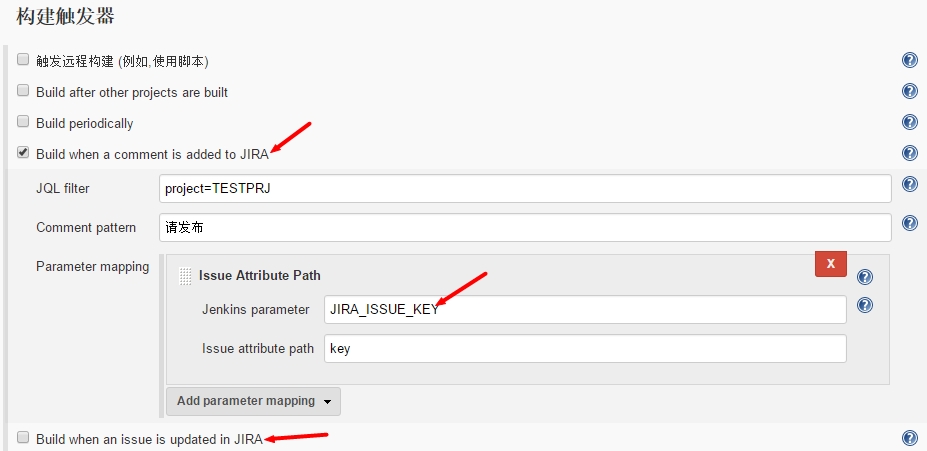 构建触发器
触发远程构建 (例如,使用脚本)
Build after other projects are built
Build periodically
Build when a comment is added to JIRA
JQL filter project=TESTPRJ
Comment pattern 请发布
Parameter mapping
X
Issue Attribute Path
Jenkins parameter JIRA_ISSUE_KEY
Issue attribute path key
Add parameter mapping
Build when an issue is updated in JIRA